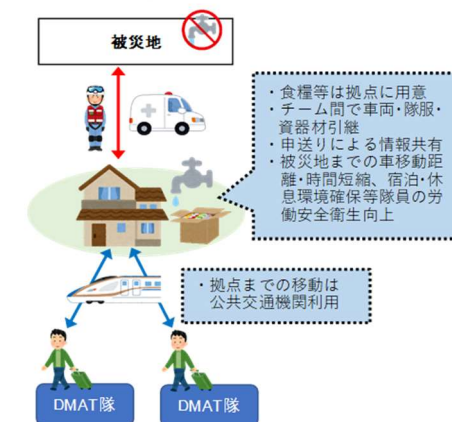 被災地
・食糧等は拠点に用意
・チーム間で車両・隊服・
資器材引継
・申送りによる情報共有
・被災地までの車移動距
離・時間短縮、宿泊・休
息環境確保等隊員の労
働安全衛生向上
・拠点までの移動は
公共交通機関利用
DMAT隊
DMAT隊